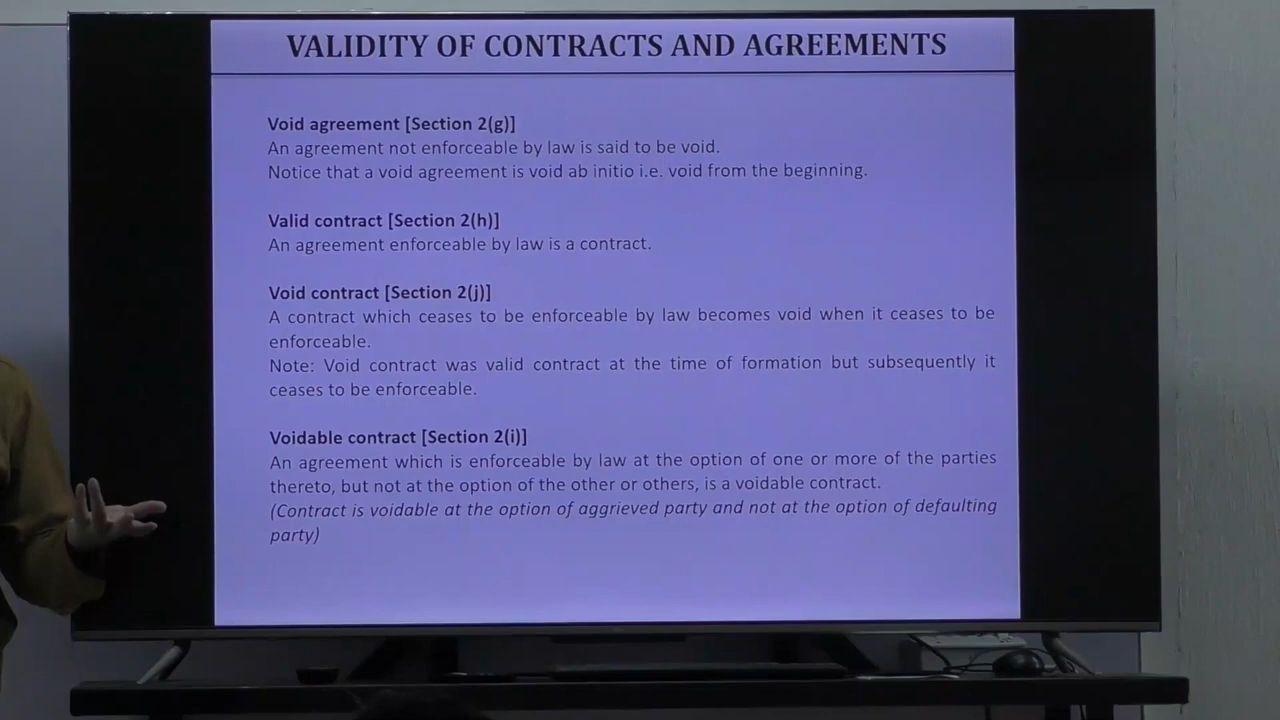 VALIDITY OF CONTRACTS AND AGREEMENTS
Void agreement [Section 2(g)]
An agreement not enforceable by law is said to be void.
Notice that a void agreement is void ab initio i.e. void from the beginning.
Valid contract [Section 2(h)]
An agreement enforceable by law is a contract.
Void contract [Section 2(j)]
A contract which ceases to be enforceable by law becomes void when it ceases to be
enforceable.
Note: Void contract was valid contract at the time of formation but subsequently it
ceases to be enforceable.
Voidable contract [Section 2(i)]
An agreement which is enforceable by law at the option of one or more of the parties
thereto, but not at the option of the other or others, is a voidable contract.
(Contract is voidable at the option of aggrieved party and not at the option of defaulting
party)